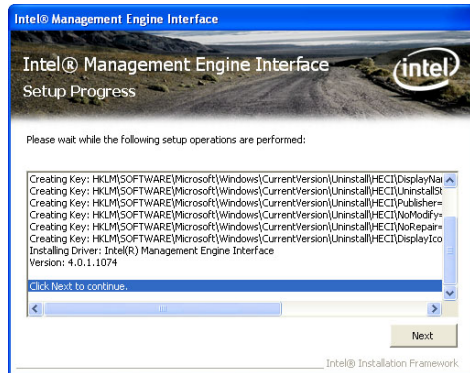 Intel® Management Engine Interface
Intel® Management Engine Interface
Setup Progress
intel
Please wait while the following setup operations are performed:
Creating Key: HKLM\SOFTWARE\Microsoft\Windows\CurrentVersion\Uninstall\HECI\DisplayNa
Creating Key: HKLM\SOFTWARE\Microsoft\Windows\CurrentVersion\Uninstall\HECI\UninstallSt
Creating Key: HKLM\SOFTWARE\Microsoft\Windows\CurrentVersion\Uninstall\HECI\Publisher=
Creating Key: HKLM\SOFTWARE\Microsoft\Windows\CurrentVersion\Uninstall\HECI\NoModify=
Creating Key: HKLM\SOFTWARE\Microsoft\Windows\CurrentVersion\Uninstall\HECI\NoRepair=
Creating Key: HKLM\SOFTWARE\Microsoft\Windows\CurrentVersion\Uninstall\HECI\DisplayIco
Installing Driver: Intel(R) Management Engine Interface
Version: 4.0.1.1074
Click Next to continue.
Next
Intel® Installation Framework